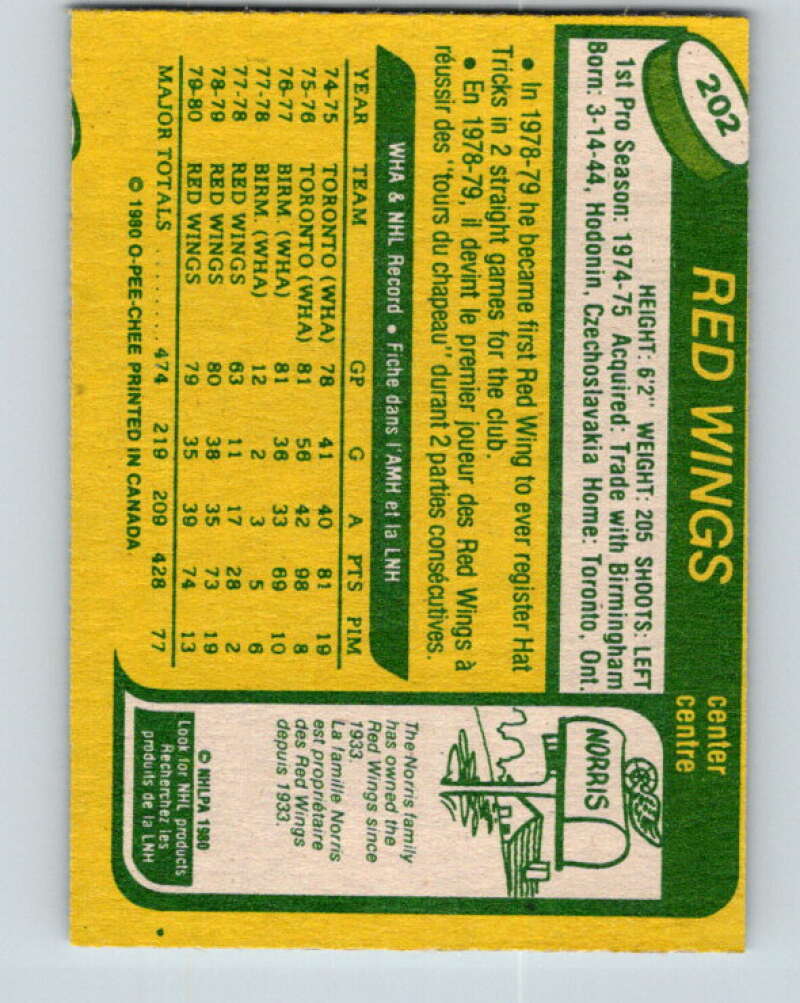 202
RED WINGS
center
centre
HEIGHT: 6'2" WEIGHT: 205 SHOOTS: LEFT
1st Pro Season: 1974-75 Acquired: Trade with Birmingham
Born: 3-14-44, Hodonin, Czechoslavakia Home: Toronto, Ont.
• In 1978-79 he became first Red Wing to ever register Hat
Tricks in 2 straight games for the club.
• En 1978-79, il devint le premier joueur des Red Wings à
réussir des "tours du chapeau" durant 2 parties consécutives.
WHA & NHL Record • Fiche dans l'AMH et la LNH
YEAR TEAM GP G A PTS PIM
74-75 TORONTO (WHA) 78 41 40 81 19
75-76 TORONTO (WHA) 81 56 42 98 8
76-77 BIRM. (WHA) 81 36 33 69 10
77-78 BIRM. (WHA) 12 2 3 5 6
77-78 RED WINGS 63 11 17 28 2
78-79 RED WINGS 80 38 35 73 19
79-80 RED WINGS 79 35 39 74 13
MAJOR TOTALS ......... 474 219 209 428 77
© 1980 O-PEE-CHEE PRINTED IN CANADA
NORRIS
The Norris family
has owned the
Red Wings since
1933.
La famille Norris
est propriétaire
des Red Wings
depuis 1933.
© NHLPA 1980
Look for NHL products
Recherchez les
produits de la LNH